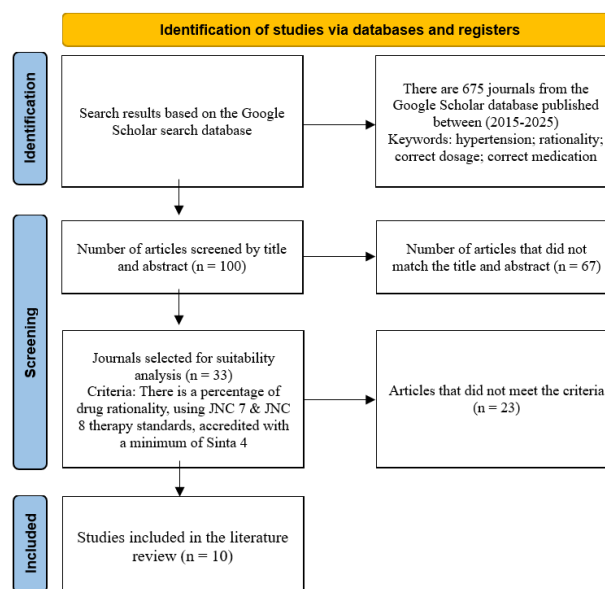 Identification of studies via databases and registers
Identification
Search results based on the Google
Scholar search database
There are 675 journals from the
Google Scholar database published
between (2015-2025)
Keywords: hypertension; rationality;
correct dosage; correct medication
Screening
Number of articles screened by title
and abstract (n = 100)
Number of articles that did not
match the title and abstract (n = 67)
Journals selected for suitability
analysis (n = 33)
Criteria: There is a percentage of
drug rationality, using JNC 7 & JNC
8 therapy standards, accredited with
a minimum of Sinta 4
Articles that did not meet the criteria
(n = 23)
Included
Studies included in the literature
review (n = 10)